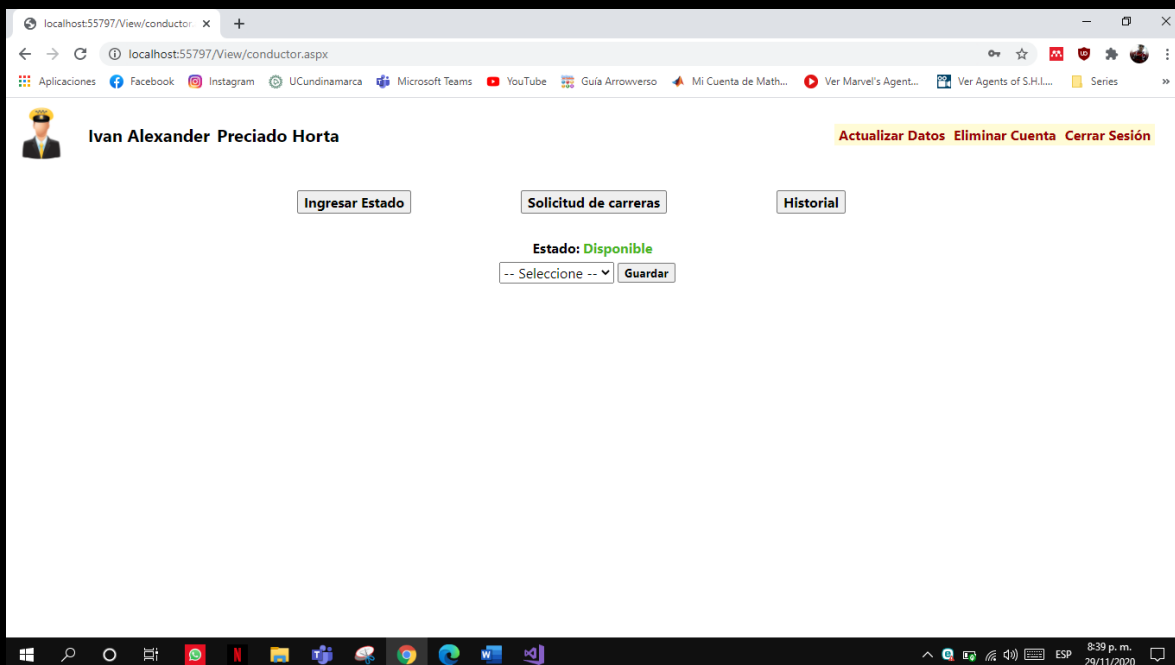 localhost:55797/View/conductor.
localhost:55797/View/conductor.aspx
Aplicaciones Facebook Instagram UCundinamarca Microsoft Teams YouTube Guía Arrowverso Mi Cuenta de Math... Ver Marvel's Agent... Ver Agents of S.H.I.... Series »
Ivan Alexander Preciado Horta
Actualizar Datos Eliminar Cuenta Cerrar Sesión
Ingresar Estado Solicitud de carreras Historial
Estado: Disponible
-- Seleccione -- Guardar
ESP 8:39 p. m.
29/11/2020